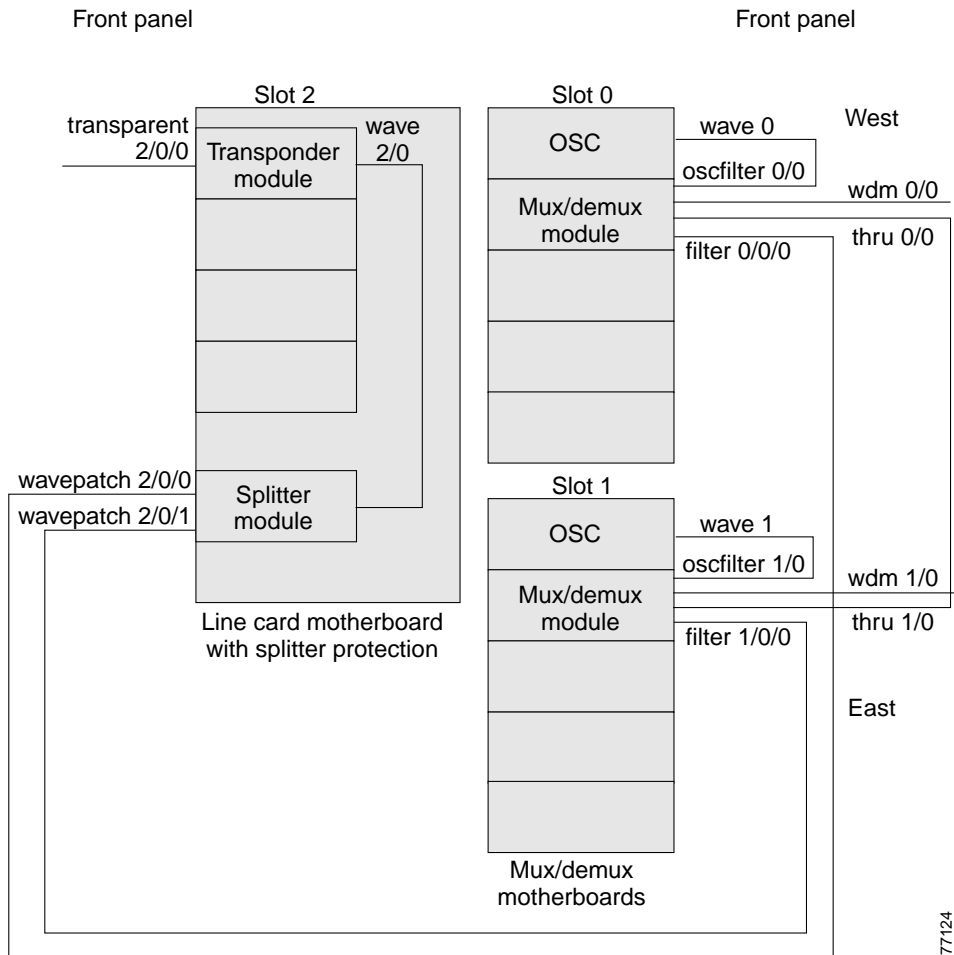 Front panel
Front panel
Slot 2
Slot 0
transparent
2/0/0
Transponder
module
wave
2/0
OSC
wave 0
West
oscfilter 0/0
wdm 0/0
Mux/demux
module
thru 0/0
filter 0/0/0
wavepatch 2/0/0
wavepatch 2/0/1
Splitter
module
Slot 1
OSC
wave 1
oscfilter 1/0
wdm 1/0
Mux/demux
module
thru 1/0
filter 1/0/0
Line card motherboard
with splitter protection
East
Mux/demux
motherboards
77124